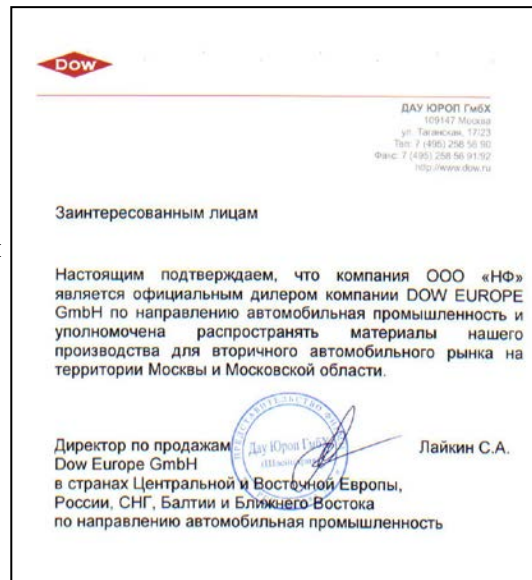 Dow
ДАУ ЮРОП ГмбХ
109147 Москва
ул. Таганская, 17/23
Тел: 7 (495) 258 56 90
Факс: 7 (495) 258 56 91/92
http://www.dow.ru
Заинтересованным лицам
Настоящим подтверждаем, что компания ООО «НФ»
является официальным дилером компании DOW EUROPE
GmbH по направлению автомобильная промышленность и
уполномочена распространять материалы нашего
производства для вторичного автомобильного рынка на
территории Москвы и Московской области.
ПРЕДСТАВИТЕЛЬСТВО
Дау Юроп ГмбХ
Директор по продажам Лайкин С.А.
Dow Europe GmbH
в странах Центральной и Восточной Европы,
России, СНГ, Балтии и Ближнего Востока
по направлению автомобильная промышленность